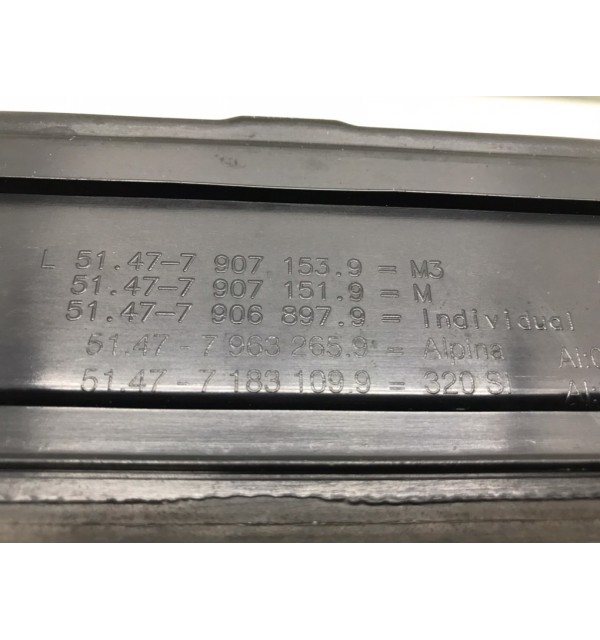 L 51.47-7 907 153.9 = M3
51.47-7 907 151.9 = M
51.47-7 906 897.9 = Individual
51.47 - 7 963 265.9 = Alpina
51.47 - 7 183 109.9 = 320 Si